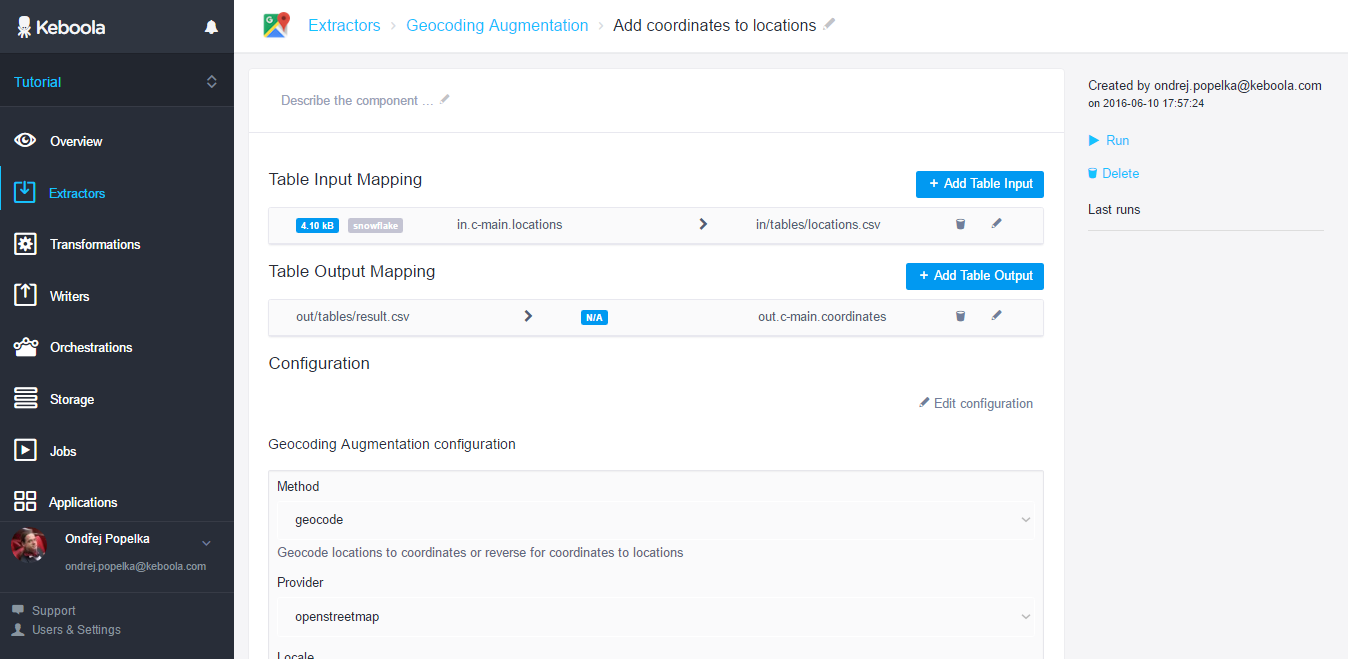 Keboola
Tutorial
Overview
Extractors
Transformations
Writers
Orchestrations
Storage
Jobs
Applications
Ondřej Popelka
ondrej.popelka@keboola.com
Support
Users & Settings
G
Extractors › Geocoding Augmentation › Add coordinates to locations
Describe the component ...
Table Input Mapping
+ Add Table Input
4.10 kB snowflake in.c-main.locations in/tables/locations.csv
Table Output Mapping
+ Add Table Output
out/tables/result.csv N/A out.c-main.coordinates
Configuration
Edit configuration
Geocoding Augmentation configuration
Method
geocode
Geocode locations to coordinates or reverse for coordinates to locations
Provider
openstreetmap
Locale
Created by ondrej.popelka@keboola.com
on 2016-06-10 17:57:24
Run
Delete
Last runs